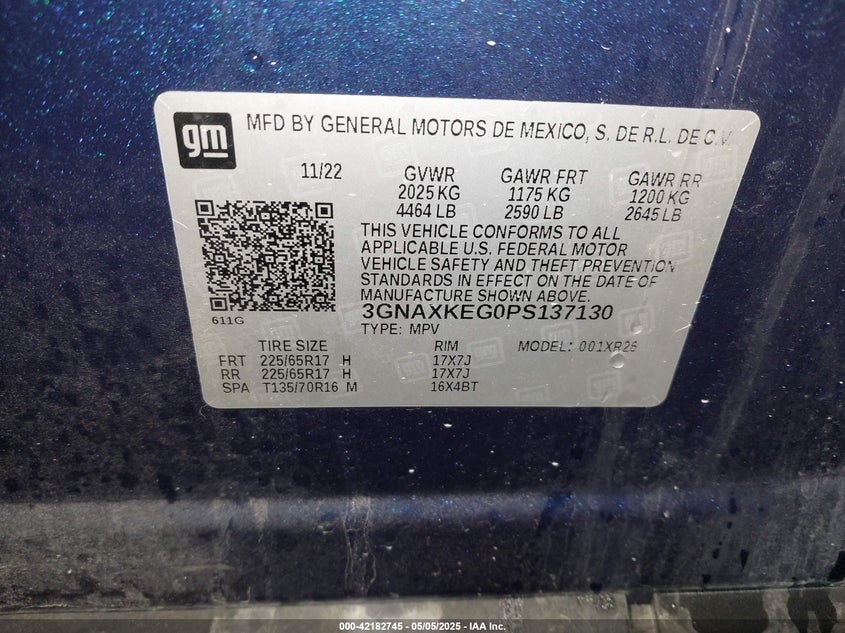 gm
MFD BY GENERAL MOTORS DE MEXICO, S. DE R.L. DE C.V.
11/22 GVWR GAWR FRT GAWR RR
2025 KG 1175 KG 1200 KG
4464 LB 2590 LB 2645 LB
THIS VEHICLE CONFORMS TO ALL
APPLICABLE U.S. FEDERAL MOTOR
VEHICLE SAFETY AND THEFT PREVENTION
STANDARDS IN EFFECT ON THE DATE OF
MANUFACTURE SHOWN ABOVE.
3GNAXKEG0PS137130
611G
TYPE: MPV
TIRE SIZE RIM MODEL: 001XR26
FRT 225/65R17 H 17X7J
RR 225/65R17 H 17X7J
SPA T135/70R16 M 16X4BT
000-42182745 - 05/05/2025 - IAA Inc.